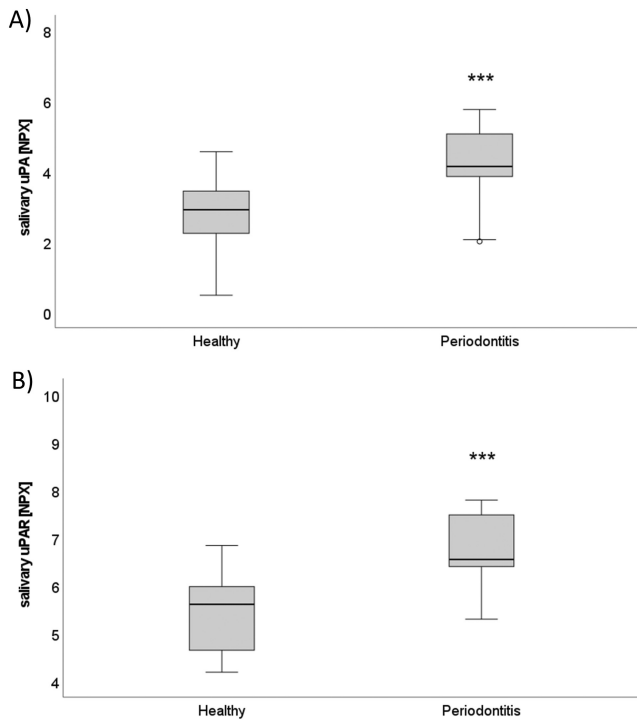 A)
salivary uPA [NPX]
8
6
4
2
0
***
Healthy Periodontitis
B)
salivary uPAR [NPX]
10
9
8
7
6
5
4
***
Healthy Periodontitis